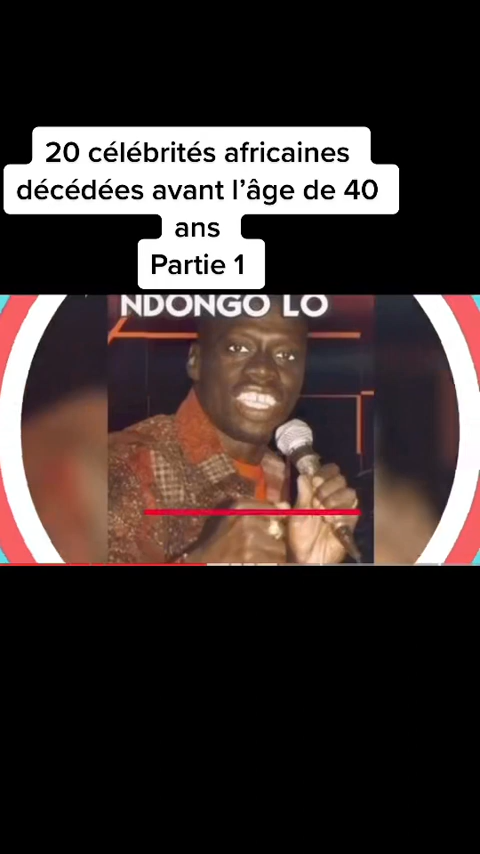 20 célébrités africaines
décédées avant l’âge de 40
ans
Partie 1
NDONGO LO